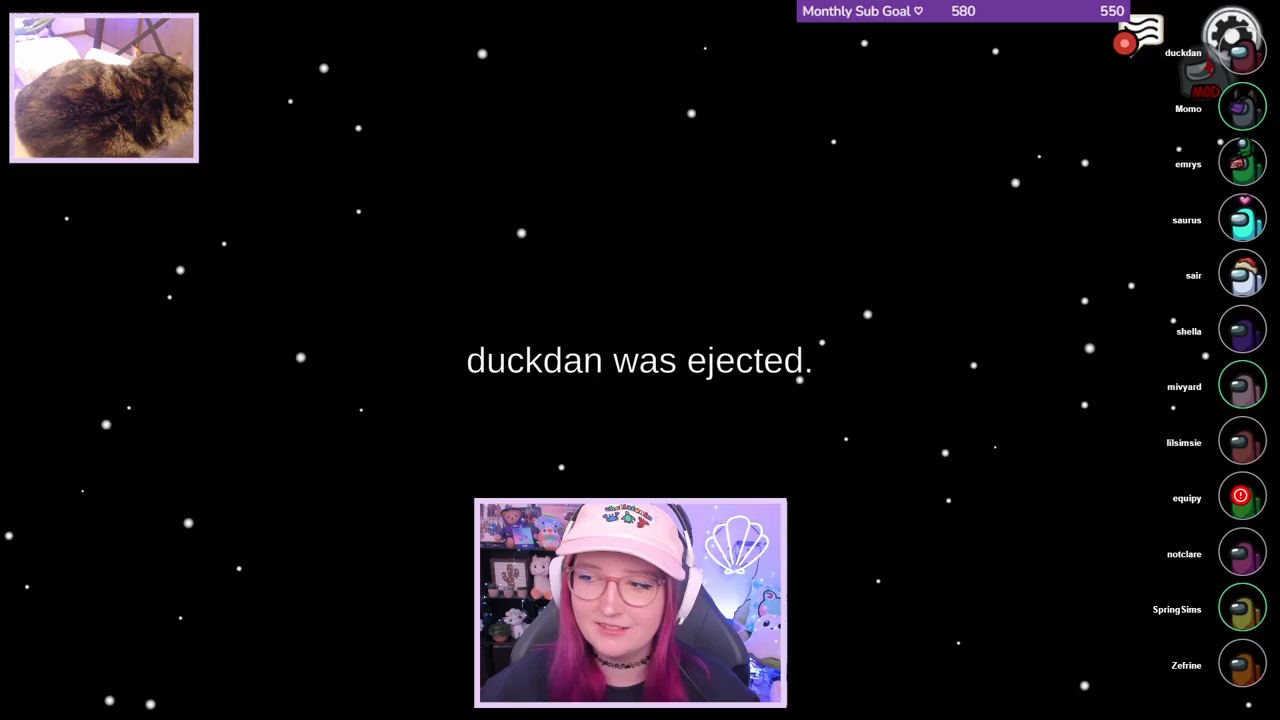 Monthly Sub Goal ♡ 580 550
duckdan
MOD
Momo
emrys
saurus
sair
shella
duckdan was ejected.
mivyard
lilsimsie
equipy
notclare
SpringSims
Zefrine